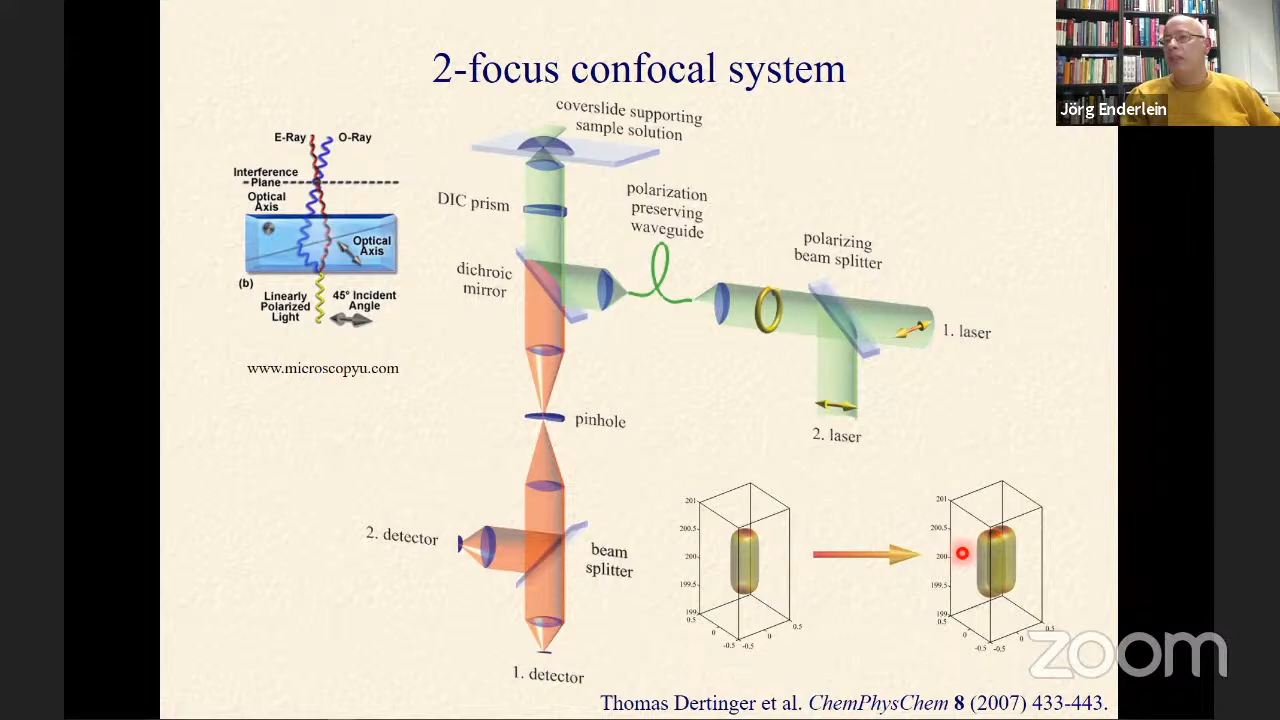 2-focus confocal system
Jörg Enderlein
coverslide supporting
sample solution
E-Ray
O-Ray
Interference
Plane
Optical
Axis
Optical
Axis
(b)
Linearly
Polarized
Light
45° Incident
Angle
www.microscopyu.com
DIC prism
polarization
preserving
waveguide
polarizing
beam splitter
dichroic
mirror
1. laser
2. laser
pinhole
2. detector
beam
splitter
1. detector
201
200.5
200
199.5
199
0.5
0
-0.5
-0.5
0
0.5
201
200.5
200
199.5
199
0.5
0
-0.5
-0.5
0
0.5
zoom
Thomas Dertinger et al. ChemPhysChem 8 (2007) 433-443.